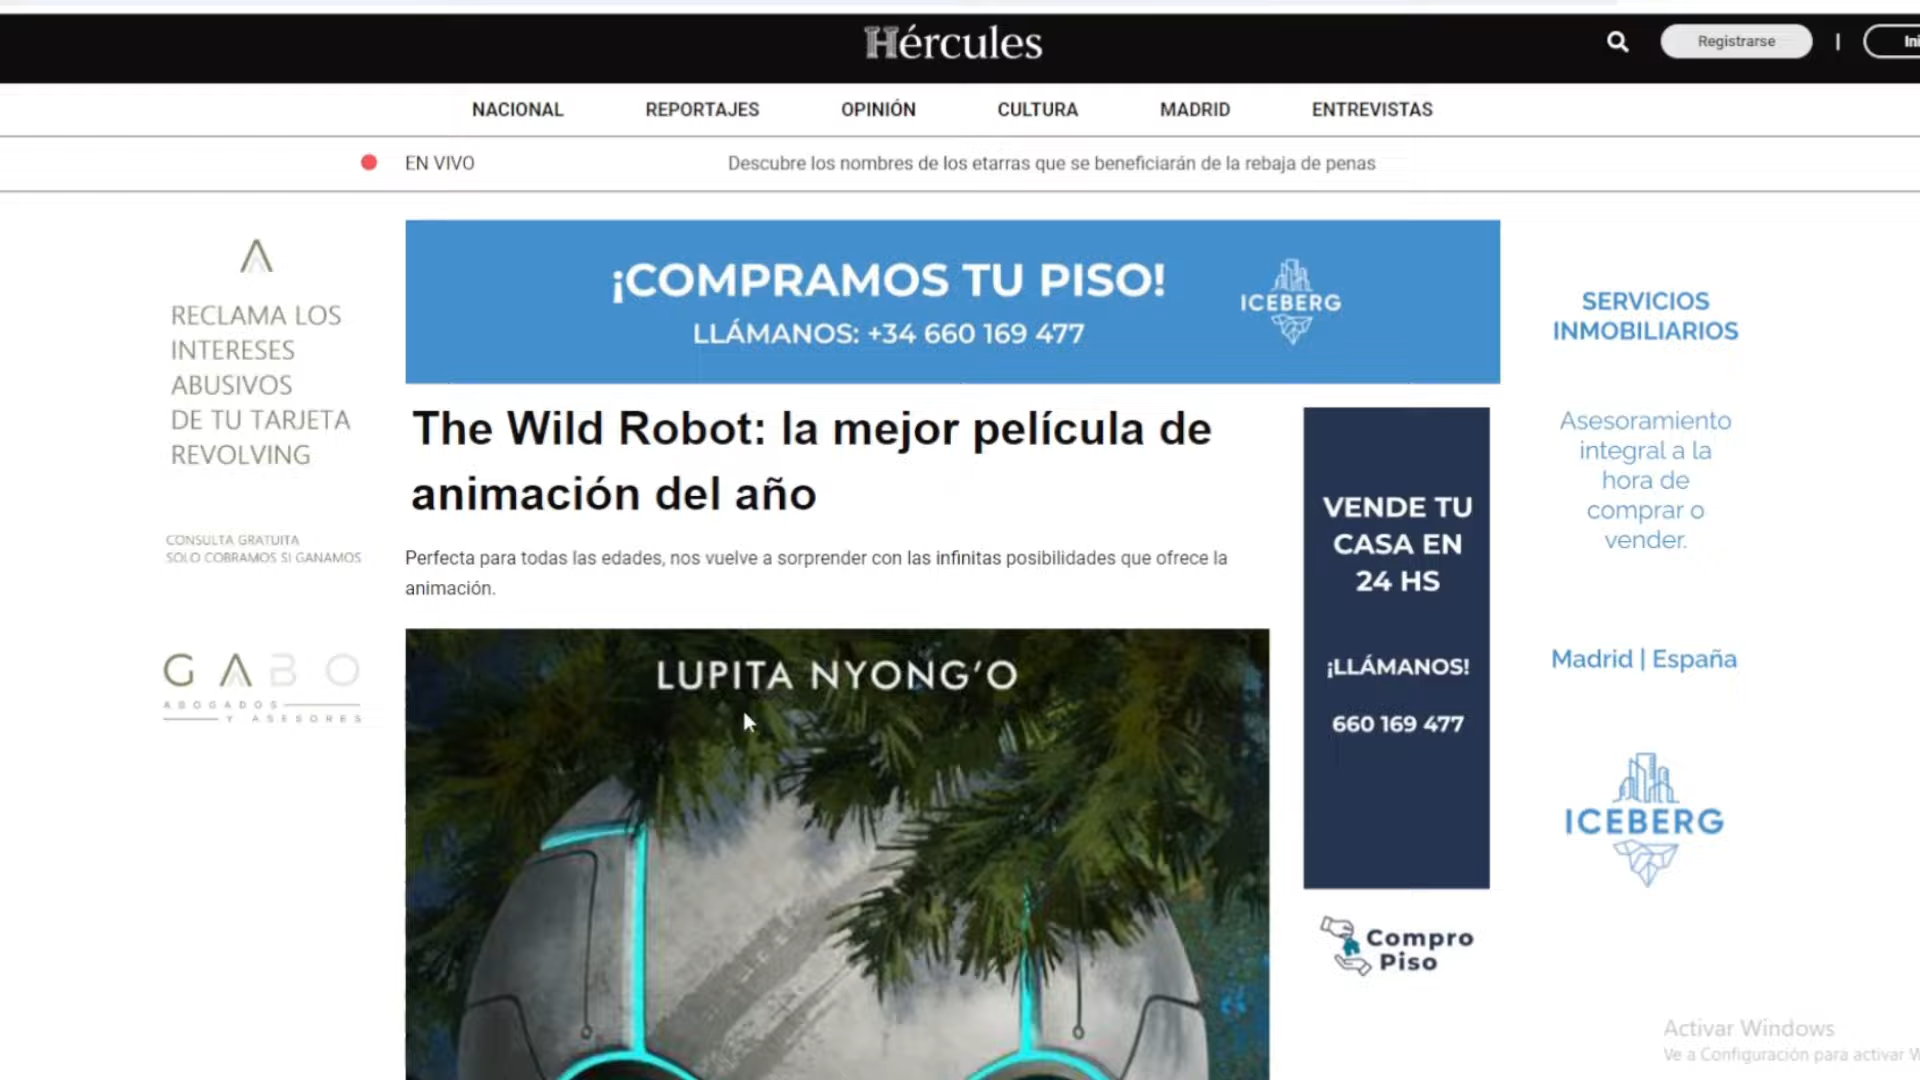 Hércules
Registrarse
|
NACIONAL
REPORTAJES
OPINIÓN
CULTURA
MADRID
ENTREVISTAS
EN VIVO
Descubre los nombres de los etarras que se beneficiarán de la rebaja de penas
RECLAMA LOS
INTERESES
ABUSIVOS
DE TU TARJETA
REVOLVING
CONSULTA GRATUITA
SOLO COBRAMOS SI GANAMOS
GABO
ABOGADOS
Y ASESORES
¡COMPRAMOS TU PISO!
LLÁMANOS: +34 660 169 477
ICEBERG
The Wild Robot: la mejor película de
animación del año
Perfecta para todas las edades, nos vuelve a sorprender con las infinitas posibilidades que ofrece la
animación.
LUPITA NYONG'O
VENDE TU
CASA EN
24 HS
¡LLÁMANOS!
660 169 477
Compro
Piso
SERVICIOS
INMOBILIARIOS
Asesoramiento
integral a la
hora de
comprar o
vender.
Madrid | España
ICEBERG
Activar Windows
Ve a Configuración para activar